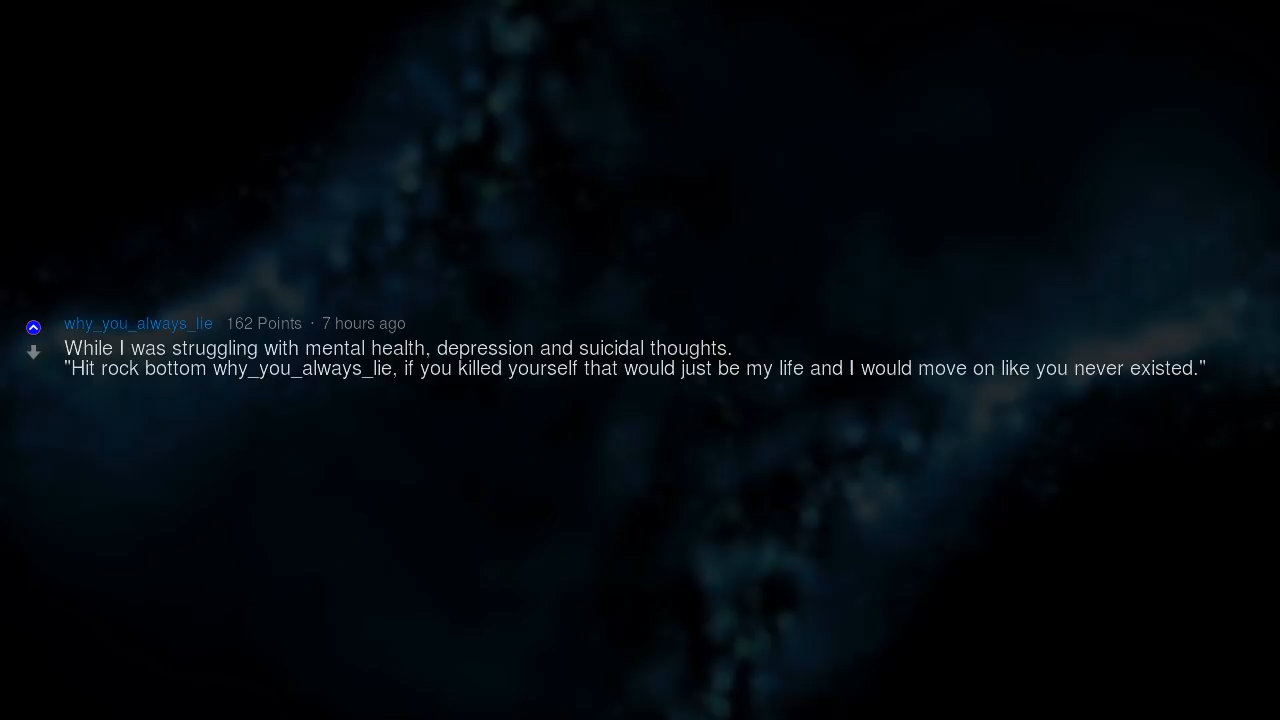 why_you_always_lie 162 Points · 7 hours ago
While I was struggling with mental health, depression and suicidal thoughts.
"Hit rock bottom why_you_always_lie, if you killed yourself that would just be my life and I would move on like you never existed."